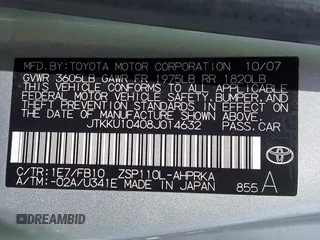 MFD.BY:TOYOTA MOTOR CORPORATION 10/07
GVWR 3605LB GAWR FR 1975LB RR 1820LB
THIS VEHICLE CONFORMS TO ALL APPLICABLE
FEDERAL MOTOR VEHICLE SAFETY, BUMPER, AND
THEFT PREVENTION STANDARDS IN EFFECT ON
THE DATE OF MANUFACTURE SHOWN ABOVE.
JTKKU10408J014632 PASS.CAR
C/TR:1E7/FB10 ZSP110L-AHPRKA
A/TM:-02A/U341E MADE IN JAPAN 855 A
TOYOTA
DREAMBID DREAMBID